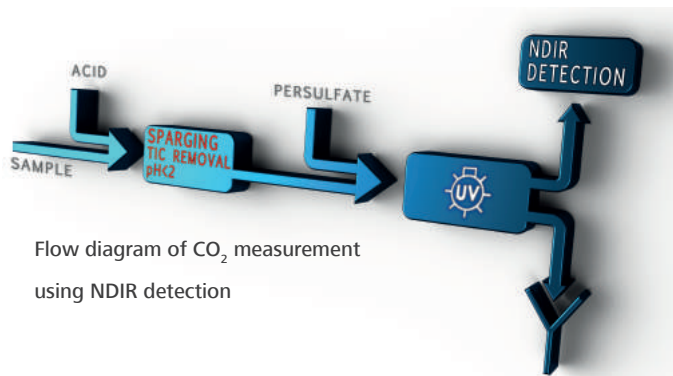 NDIR
DETECTION
ACID
PERSULFATE
SAMPLE
SPARGING
TIC REMOVAL
pH<2
UV
Flow diagram of CO₂ measurement
using NDIR detection